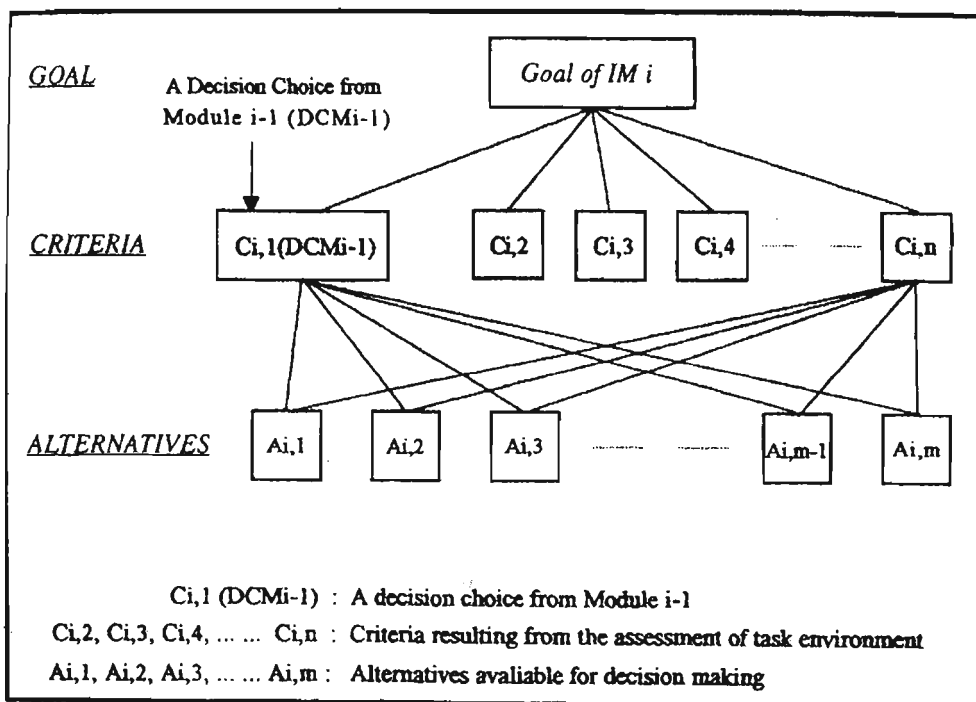 GOAL
Goal of IM i
A Decision Choice from
Module i-1 (DCMi-1)
CRITERIA
Ci,1(DCMi-1)
Ci,2
Ci,3
Ci,4
Ci,n
ALTERNATIVES
Ai,1
Ai,2
Ai,3
Ai,m-1
Ai,m
Ci,1 (DCMi-1) : A decision choice from Module i-1
Ci,2, Ci,3, Ci,4, ... ... Ci,n : Criteria resulting from the assessment of task environment
Ai,1, Ai,2, Ai,3, ... ... Ai,m : Alternatives avaliable for decision making